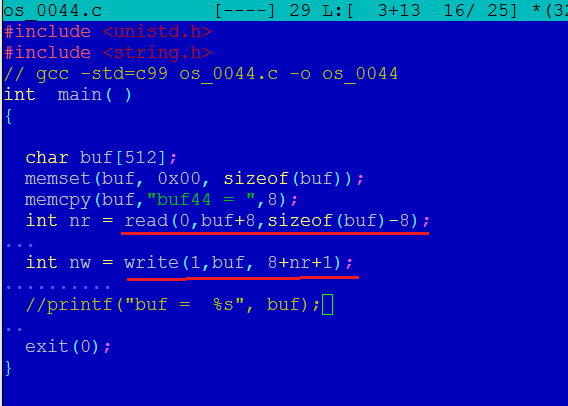 os_0044.c [----] 29 L:[ 3+13 16/ 25] *(32
#include <unistd.h>
#include <string.h>
// gcc -std=c99 os_0044.c -o os_0044
int main( )
{
char buf[512];
memset(buf, 0x00, sizeof(buf));
memcpy(buf,"buf44 = ",8);
int nr = read(0,buf+8,sizeof(buf)-8);
...
int nw = write(1,buf, 8+nr+1);
..........
//printf("buf = %s", buf);
..
exit(0);
}